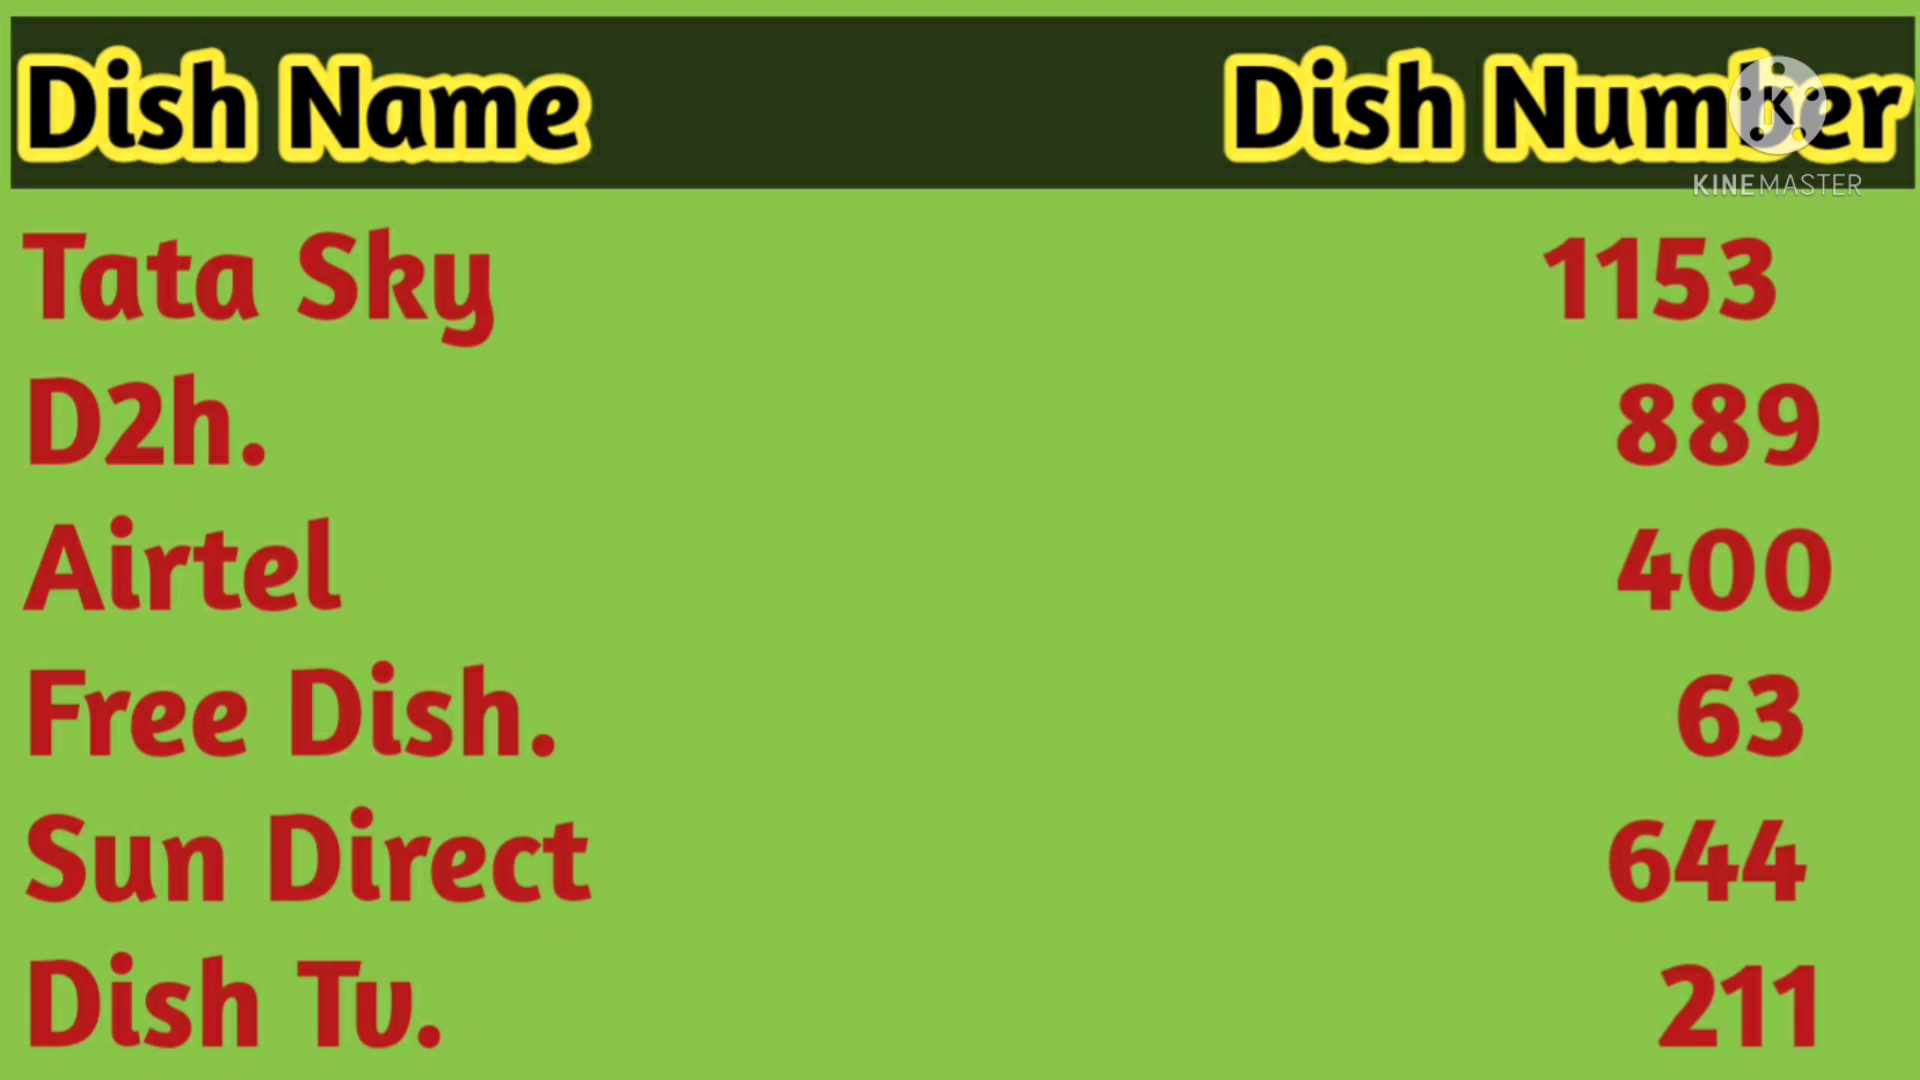 Dish Name Dish Number
KINEMASTER
Tata Sky 1153
D2h. 889
Airtel 400
Free Dish. 63
Sun Direct 644
Dish Tv. 211